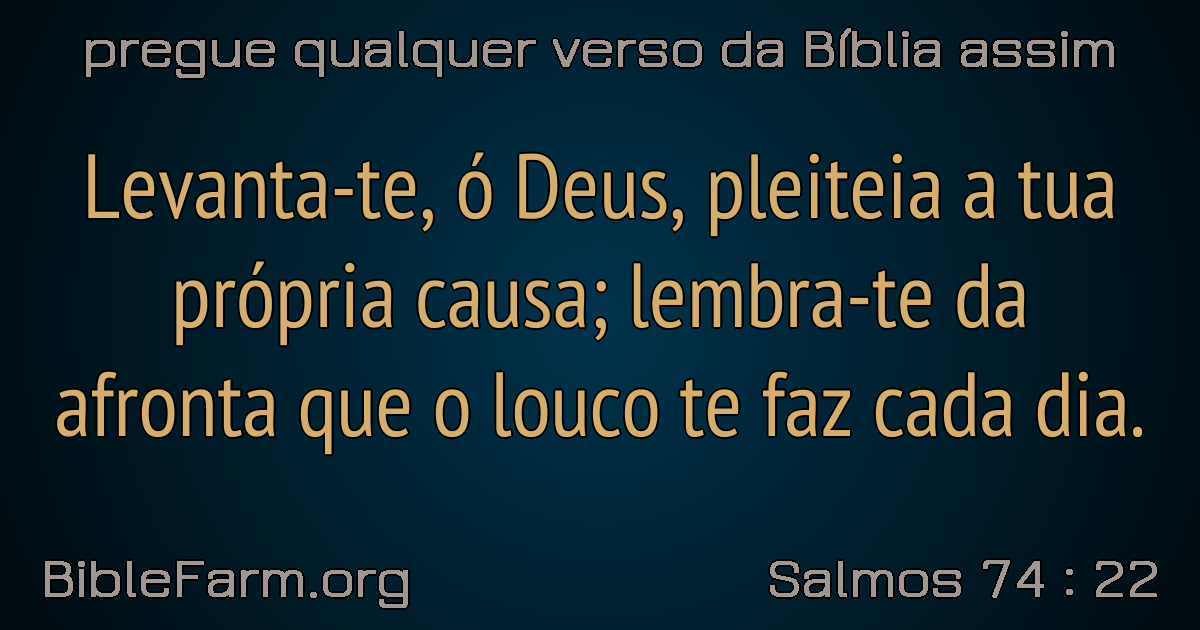 pregue qualquer verso da Bíblia assim
Levanta-te, ó Deus, pleiteia a tua
própria causa; lembra-te da
afronta que o louco te faz cada dia.
BibleFarm.org
Salmos 74 : 22